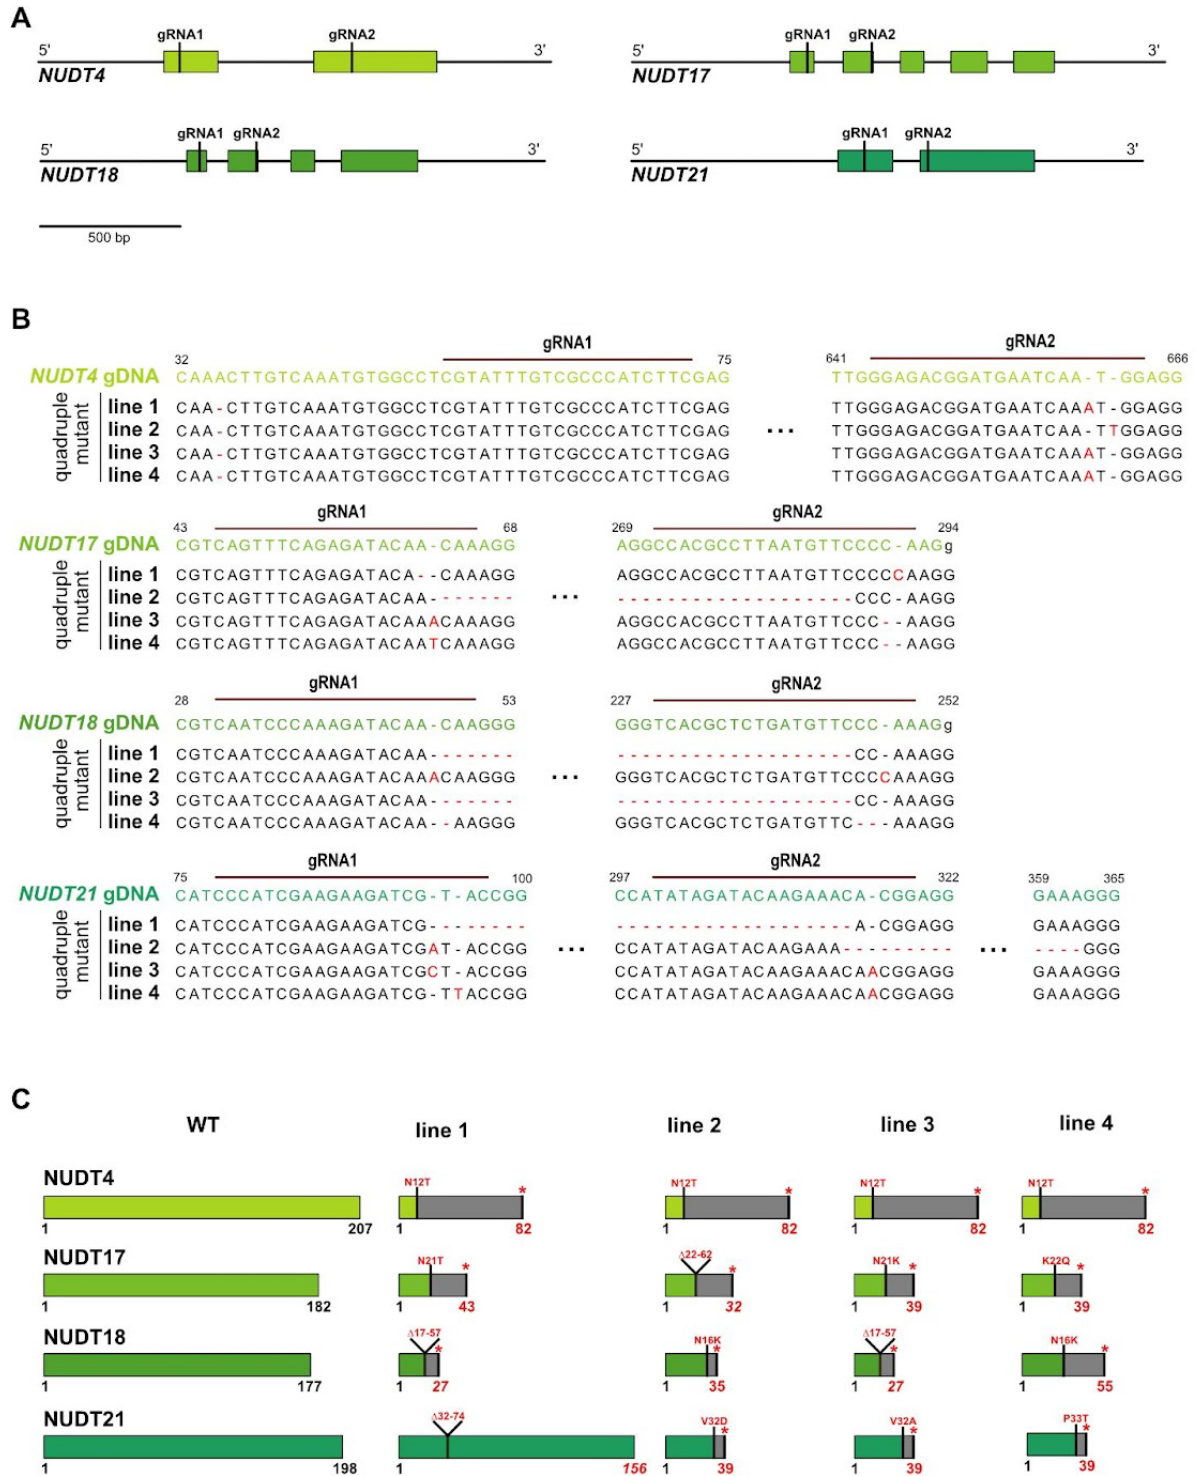 A
5' gRNA1 gRNA2 3'
NUDT4
5' gRNA1 gRNA2 3'
NUDT17
5' gRNA1 gRNA2 3'
NUDT18
5' gRNA1 gRNA2 3'
NUDT21
500 bp
B
32 gRNA1 75 641 gRNA2 666
NUDT4 gDNA CAAACTTGTCAAATGTGGCCTCGTATTTGTCGCCCATCTTCGAG TTGGGAGACGGATGAATCAA-T-GGAGG
quadruple mutant
line 1 CAA-CTTGTCAAATGTGGCCTCGTATTTGTCGCCCATCTTCGAG TTGGGAGACGGATGAATCAAAT-GGAGG
line 2 CAA-CTTGTCAAATGTGGCCTCGTATTTGTCGCCCATCTTCGAG ... TTGGGAGACGGATGAATCAA-TTGGAGG
line 3 CAA-CTTGTCAAATGTGGCCTCGTATTTGTCGCCCATCTTCGAG TTGGGAGACGGATGAATCAAAT-GGAGG
line 4 CAA-CTTGTCAAATGTGGCCTCGTATTTGTCGCCCATCTTCGAG TTGGGAGACGGATGAATCAAAT-GGAGG
43 gRNA1 68 269 gRNA2 294
NUDT17 gDNA CGTCAGTTTCAGAGATACAA-CAAAGG AGGCCACGCCTTAATGTTCCCC-AAGg
quadruple mutant
line 1 CGTCAGTTTCAGAGATACA--CAAAGG AGGCCACGCCTTAATGTTCCCCCAAGG
line 2 CGTCAGTTTCAGAGATACAA------- ... -------------------CCC-AAGG
line 3 CGTCAGTTTCAGAGATACAAACAAAGG AGGCCACGCCTTAATGTTCCC--AAGG
line 4 CGTCAGTTTCAGAGATACAATCAAAGG AGGCCACGCCTTAATGTTCCC--AAGG
28 gRNA1 53 227 gRNA2 252
NUDT18 gDNA CGTCAATCCCAAAGATACAA-CAAGGG GGGTCACGCTCTGATGTTCCC-AAAGg
quadruple mutant
line 1 CGTCAATCCCAAAGATACAA------- -------------------CC-AAAGG
line 2 CGTCAATCCCAAAGATACAAACAAGGG ... GGGTCACGCTCTGATGTTCCCCAAAGG
line 3 CGTCAATCCCAAAGATACAA------- -------------------CC-AAAGG
line 4 CGTCAATCCCAAAGATACAA--AAGGG GGGTCACGCTCTGATGTTC---AAAGG
75 gRNA1 100 297 gRNA2 322 359 365
NUDT21 gDNA CATCCCATCGAAGAAGATCG-T-ACCGG CCATATAGATACAAGAAACA-CGGAGG GAAAGGG
quadruple mutant
line 1 CATCCCATCGAAGAAGATCG-------- -------------------A-CGGAGG GAAAGGG
line 2 CATCCCATCGAAGAAGATCGAT-ACCGG ... CCATATAGATACAAGAAA--------- ... ----GGG
line 3 CATCCCATCGAAGAAGATCGCT-ACCGG CCATATAGATACAAGAAACAACGGAGG GAAAGGG
line 4 CATCCCATCGAAGAAGATCG-TTACCGG CCATATAGATACAAGAAACAACGGAGG GAAAGGG
C
WT line 1 line 2 line 3 line 4
NUDT4 N12T * N12T * N12T * N12T *
1 207 1 82 1 82 1 82 1 82
NUDT17 N21T * Δ22-62 * N21K * K22Q *
1 182 1 43 1 32 1 39 1 39
NUDT18 Δ17-57 * N16K * Δ17-57 * N16K *
1 177 1 27 1 35 1 27 1 55
NUDT21 Δ32-74 V32D * V32A * P33T *
1 198 1 156 1 39 1 39 1 39